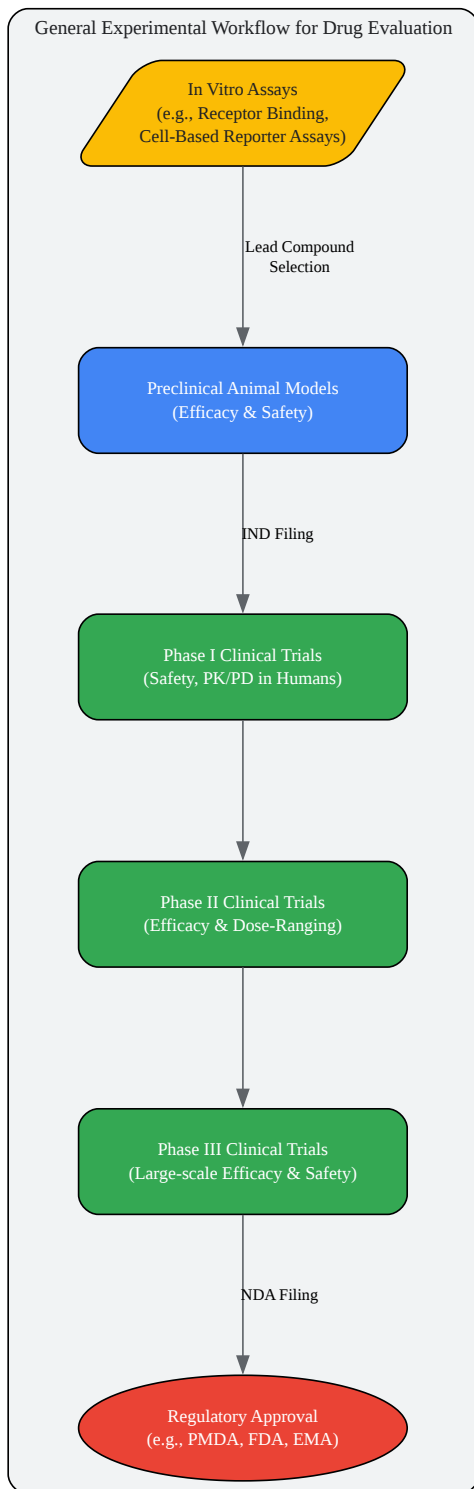 General Experimental Workflow for Drug Evaluation
In Vitro Assays
(e.g., Receptor Binding,
Cell-Based Reporter Assays)
Lead Compound
Selection
Preclinical Animal Models
(Efficacy & Safety)
IND Filing
Phase I Clinical Trials
(Safety, PK/PD in Humans)
Phase II Clinical Trials
(Efficacy & Dose-Ranging)
Phase III Clinical Trials
(Large-scale Efficacy & Safety)
NDA Filing
Regulatory Approval
(e.g., PMDA, FDA, EMA)